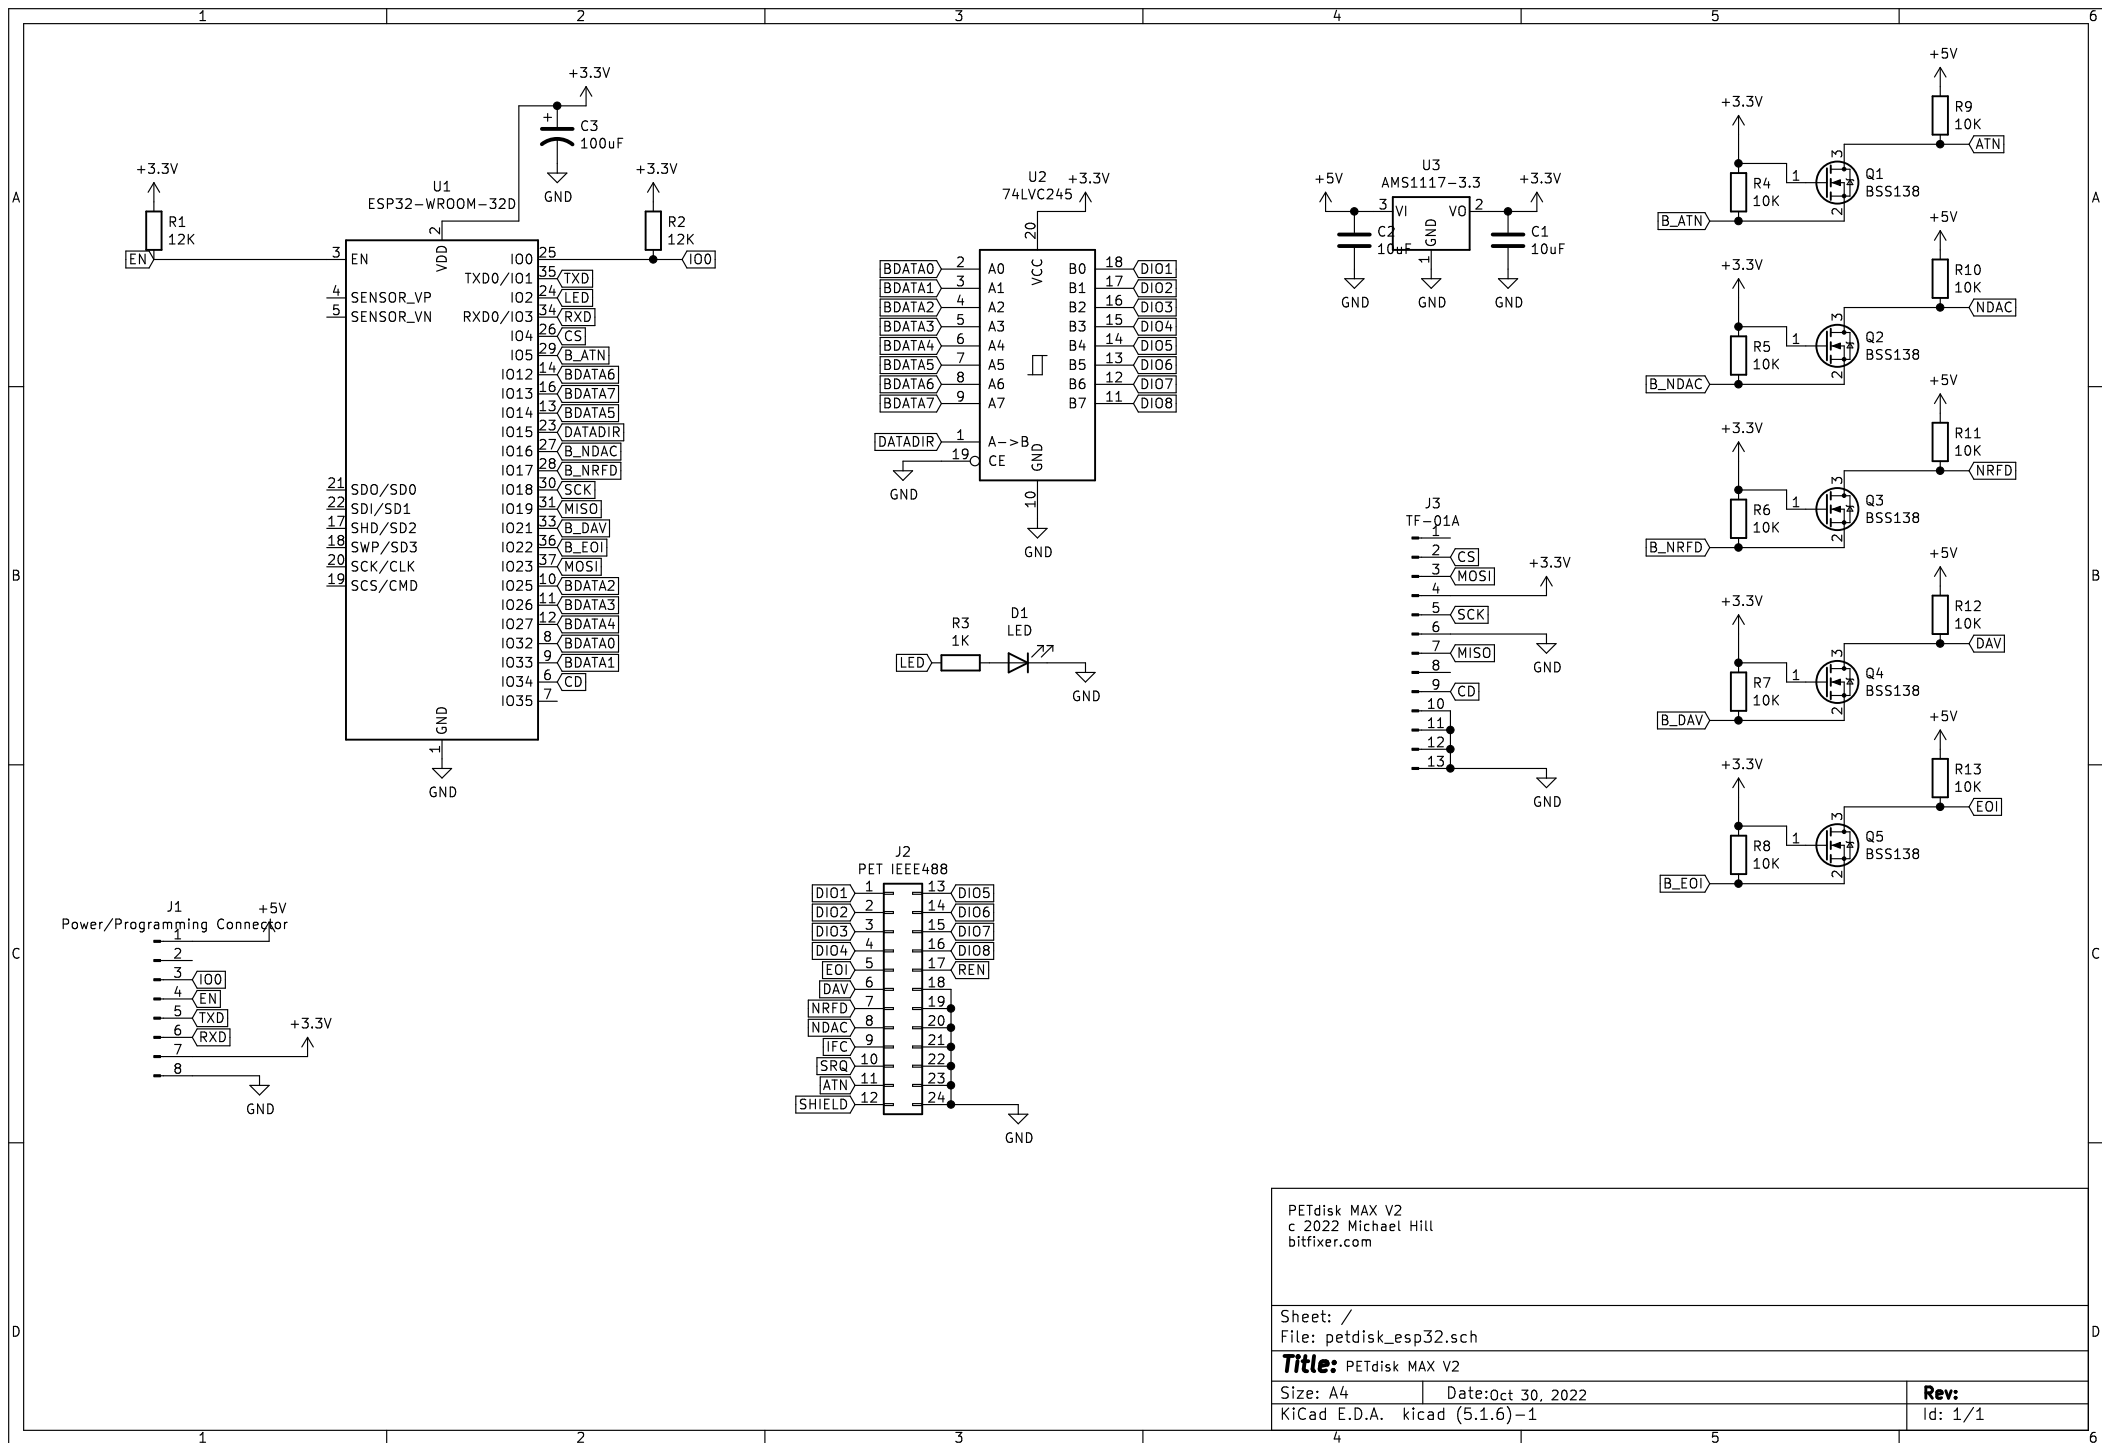 1 2 3 4 5 6
A
B
C
D
+3.3V
C3
100uF
GND
+3.3V
R1
12K
EN
U1
ESP32-WROOM-32D
+3.3V
R2
12K
IO0
2
VDD
3 EN
4 SENSOR_VP
5 SENSOR_VN
21 SDO/SD0
22 SDI/SD1
17 SHD/SD2
18 SWP/SD3
20 SCK/CLK
19 SCS/CMD
IO0 25
TXD0/IO1 35 TXD
IO2 24 LED
RXD0/IO3 34 RXD
IO4 26 CS
IO5 29 B_ATN
IO12 14 BDATA6
IO13 16 BDATA7
IO14 13 BDATA5
IO15 23 DATADIR
IO16 27 B_NDAC
IO17 28 B_NRFD
IO18 30 SCK
IO19 31 MISO
IO21 33 B_DAV
IO22 36 B_EOI
IO23 37 MOSI
IO25 10 BDATA2
IO26 11 BDATA3
IO27 12 BDATA4
IO32 8 BDATA0
IO33 9 BDATA1
IO34 6 CD
IO35 7
GND
1
GND
U2
74LVC245
+3.3V
20
VCC
BDATA0 2 A0 B0 18 DIO1
BDATA1 3 A1 B1 17 DIO2
BDATA2 4 A2 B2 16 DIO3
BDATA3 5 A3 B3 15 DIO4
BDATA4 6 A4 B4 14 DIO5
BDATA5 7 A5 B5 13 DIO6
BDATA6 8 A6 B6 12 DIO7
BDATA7 9 A7 B7 11 DIO8
DATADIR 1 A->B
19 CE
GND
GND
10
GND
R3
1K
D1
LED
LED
GND
U3
AMS1117-3.3
+5V
3 VI VO 2
GND
1
+3.3V
C2
10uF
C1
10uF
GND GND GND
J3
TF-01A
1
2 CS
3 MOSI
4
+3.3V
5 SCK
6
GND
7 MISO
8
9 CD
10
11
12
13
GND
+5V
R9
10K
ATN
+3.3V
R4
10K
B_ATN
1
3
2
Q1
BSS138
+5V
R10
10K
NDAC
+3.3V
R5
10K
B_NDAC
1
3
2
Q2
BSS138
+5V
R11
10K
NRFD
+3.3V
R6
10K
B_NRFD
1
3
2
Q3
BSS138
+5V
R12
10K
DAV
+3.3V
R7
10K
B_DAV
1
3
2
Q4
BSS138
+5V
R13
10K
EOI
+3.3V
R8
10K
B_EOI
1
3
2
Q5
BSS138
J1
Power/Programming Connector
+5V
1
2
3 IO0
4 EN
5 TXD
6 RXD
7
+3.3V
8
GND
J2
PET IEEE488
DIO1 1 13 DIO5
DIO2 2 14 DIO6
DIO3 3 15 DIO7
DIO4 4 16 DIO8
EOI 5 17 REN
DAV 6 18
NRFD 7 19
NDAC 8 20
IFC 9 21
SRQ 10 22
ATN 11 23
SHIELD 12 24
GND
PETdisk MAX V2
c 2022 Michael Hill
bitfixer.com
Sheet: /
File: petdisk_esp32.sch
Title: PETdisk MAX V2
Size: A4 Date:Oct 30, 2022 Rev:
KiCad E.D.A. kicad (5.1.6)-1 Id: 1/1
A
B
C
D
1 2 3 4 5 6